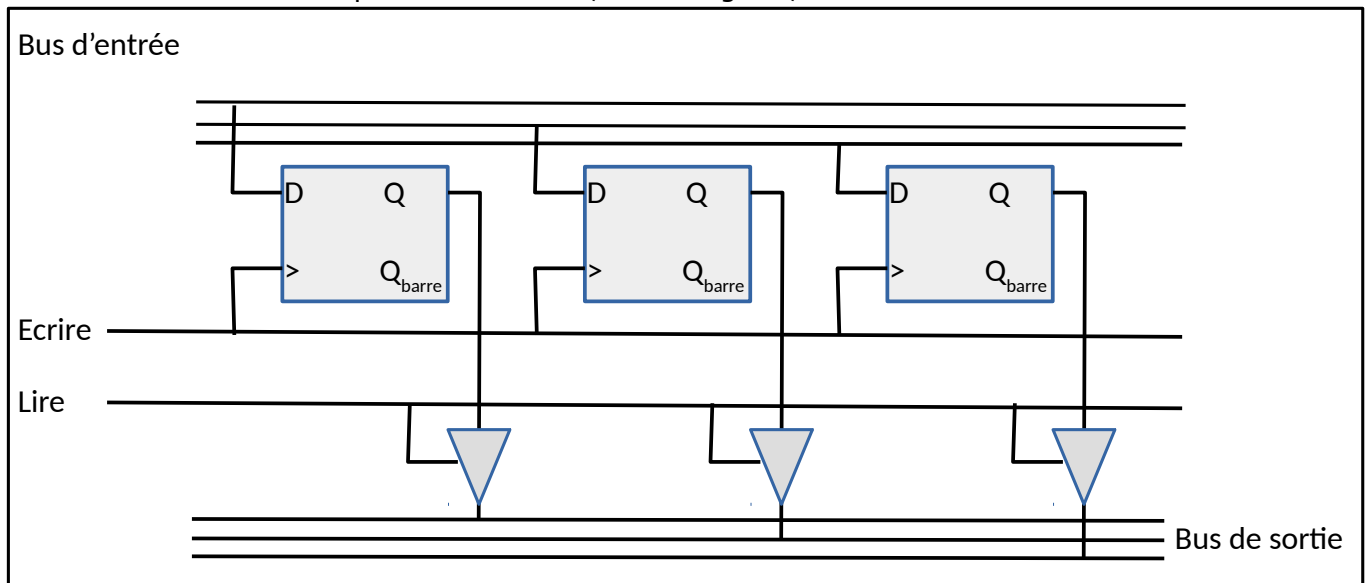 Bus d’entrée
D Q D Q D Q
> Qbarre > Qbarre > Qbarre
Ecrire
Lire
Bus de sortie